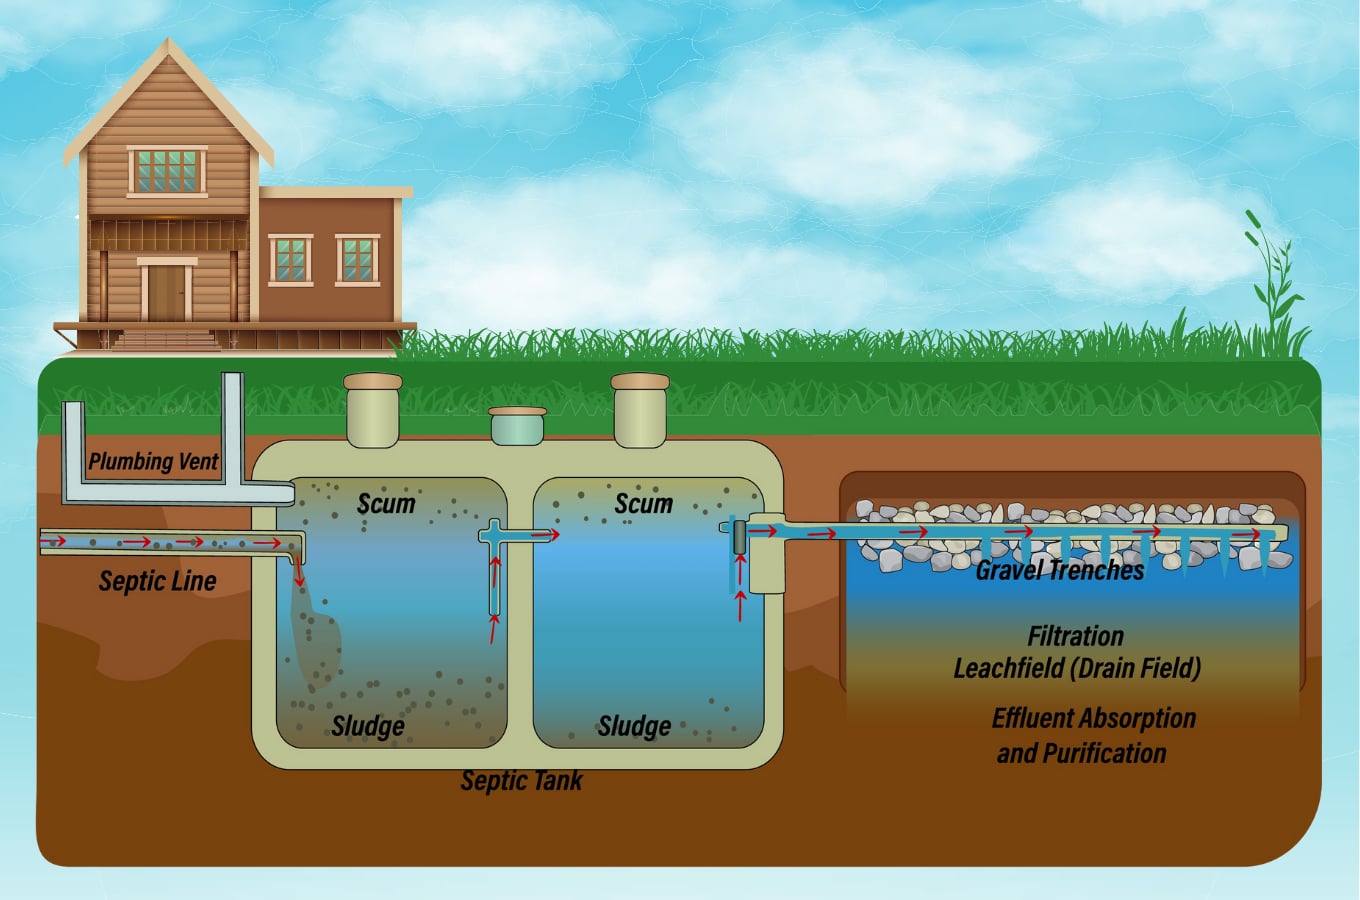 Plumbing Vent
Scum
Scum
Septic Line
Gravel Trenches
Filtration
Leachfield (Drain Field)
Sludge
Sludge
Effluent Absorption
and Purification
Septic Tank